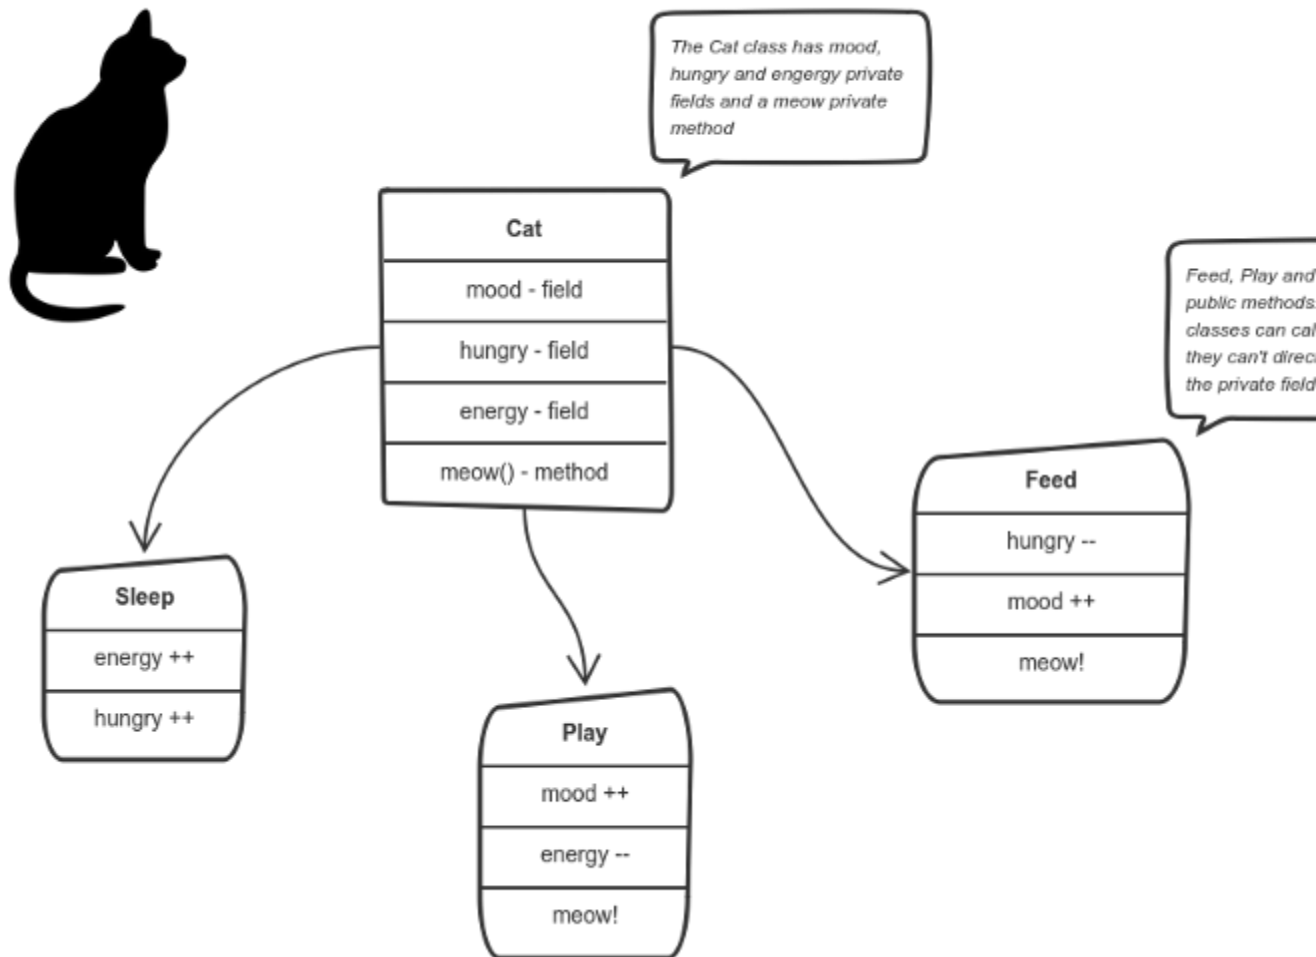 The Cat class has mood,
hungry and engergy private
fields and a meow private
method
Cat
mood - field
hungry - field
energy - field
meow() - method
Feed, Play and
public methods.
classes can cal
they can't direc
the private field
Feed
hungry --
mood ++
meow!
Sleep
energy ++
hungry ++
Play
mood ++
energy --
meow!